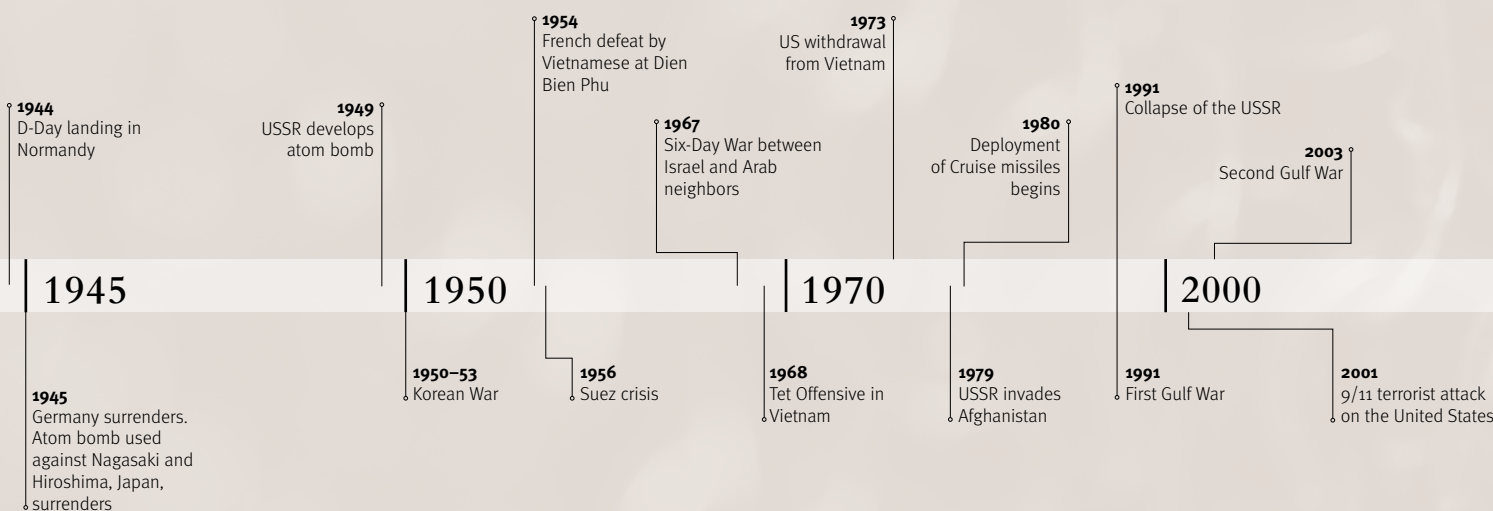 1944
D-Day landing in
Normandy
1949
USSR develops
atom bomb
1954
French defeat by
Vietnamese at Dien
Bien Phu
1967
Six-Day War between
Israel and Arab
neighbors
1973
US withdrawal
from Vietnam
1980
Deployment
of Cruise missiles
begins
1991
Collapse of the USSR
2003
Second Gulf War
1945
1950
1970
2000
1945
Germany surrenders.
Atom bomb used
against Nagasaki and
Hiroshima, Japan,
surrenders
1950–53
Korean War
1956
Suez crisis
1968
Tet Offensive in
Vietnam
1979
USSR invades
Afghanistan
1991
First Gulf War
2001
9/11 terrorist attack
on the United States